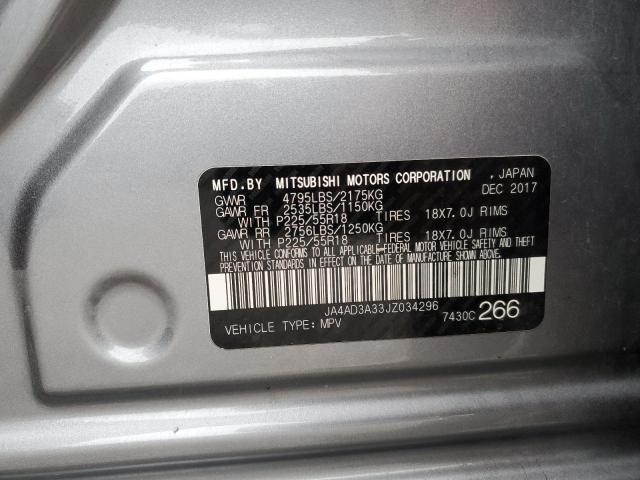 MFD.BY MITSUBISHI MOTORS CORPORATION , JAPAN
GVWR 4795LBS/2175KG DEC 2017
GAWR FR 2535LBS/1150KG
WITH P225/55R18 TIRES 18X7.0J RIMS
GAWR RR 2756LBS/1250KG
WITH P225/55R18 TIRES 18X7.0J RIMS
THIS VEHICLE CONFORMS TO ALL APPLICABLE FEDERAL MOTOR VEHICLE SAFETY AND THEFT
PREVENTION STANDARDS IN EFFECT ON THE DATE OF MANUFACTURE SHOWN ABOVE.
JA4AD3A33JZ034296
VEHICLE TYPE: MPV 7430C 266